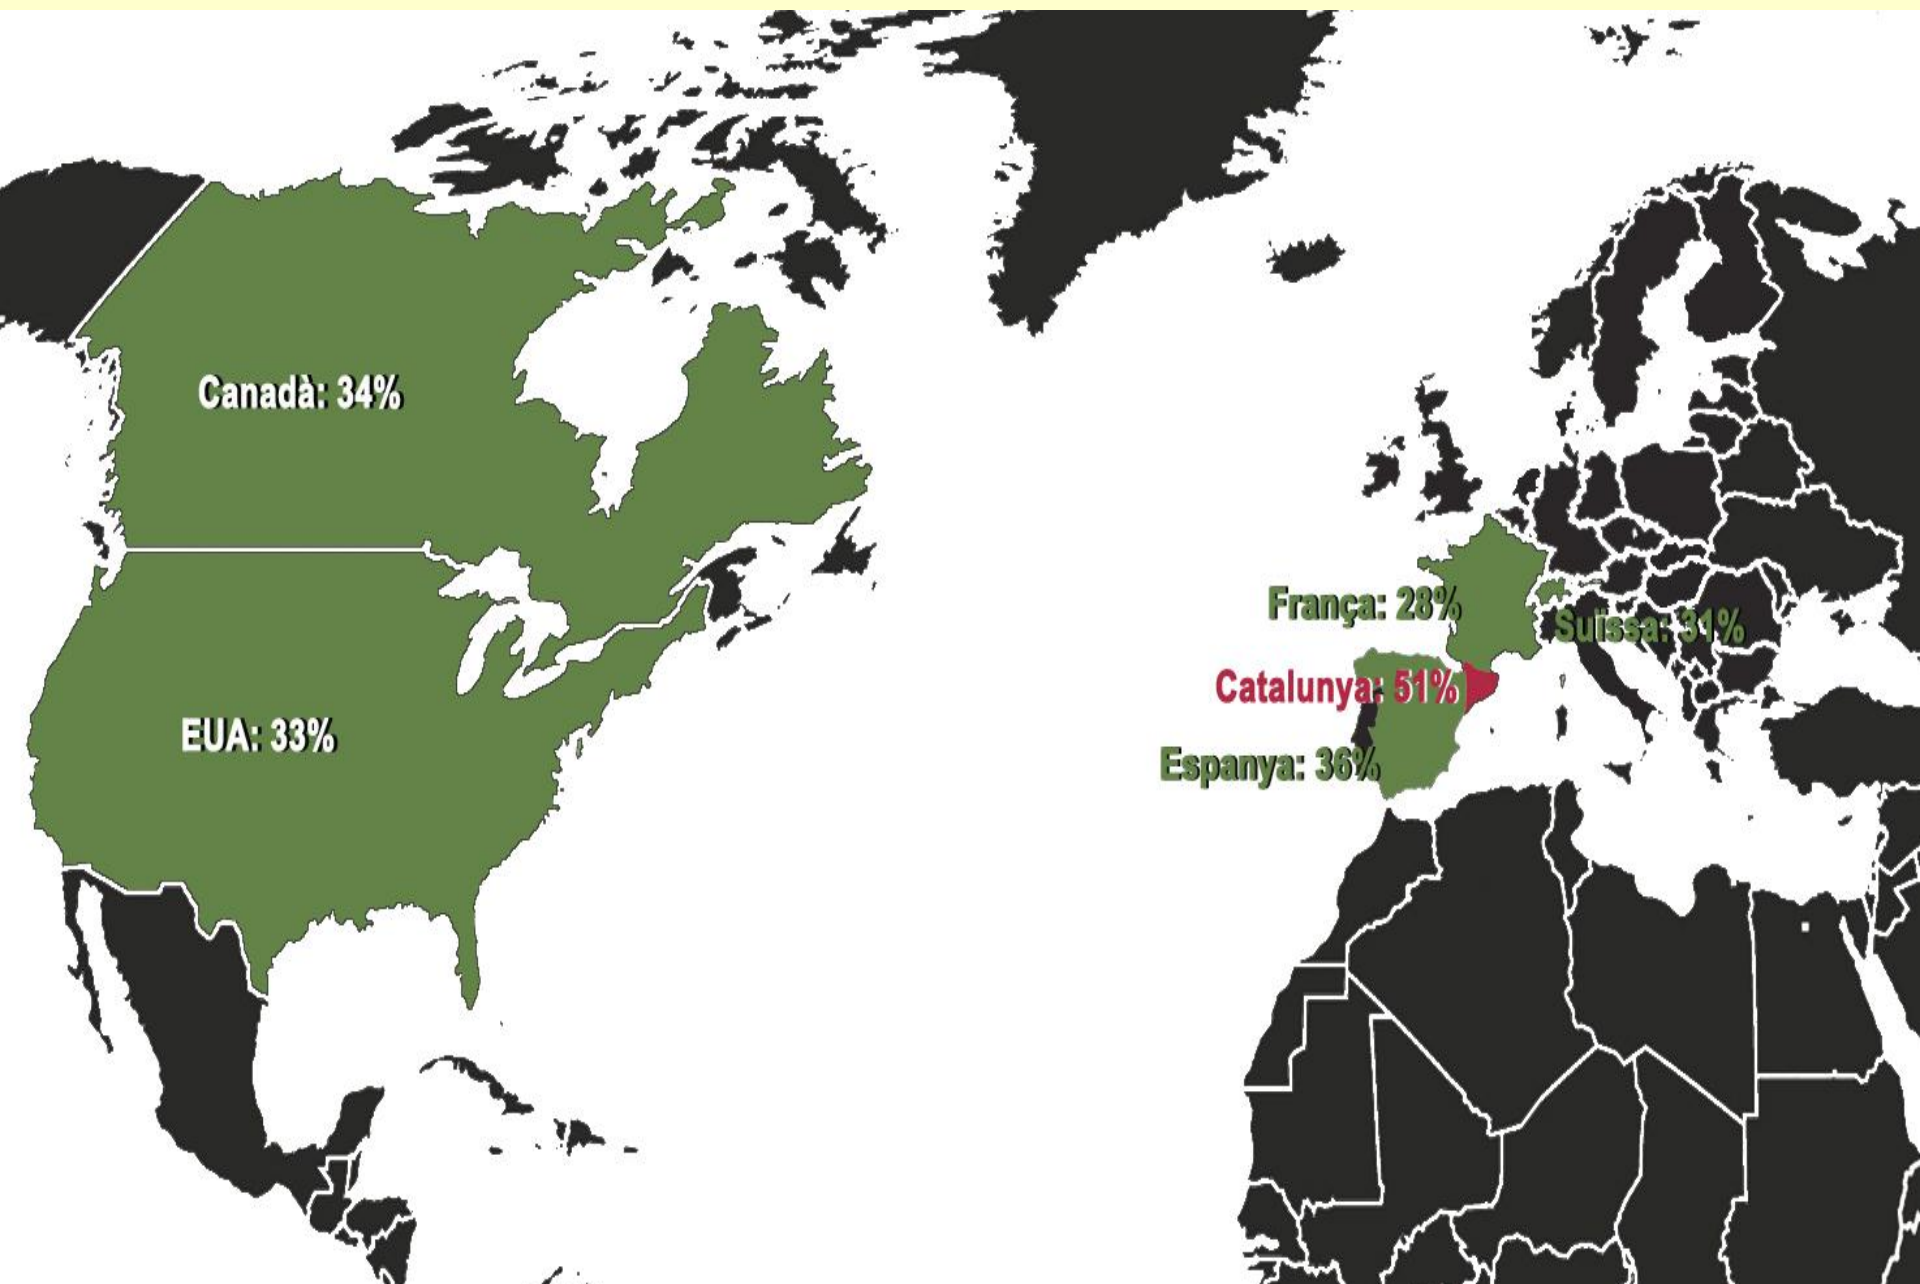 Canadà: 34%
EUA: 33%
França: 28%
Suïssa: 31%
Catalunya: 51%
Espanya: 36%